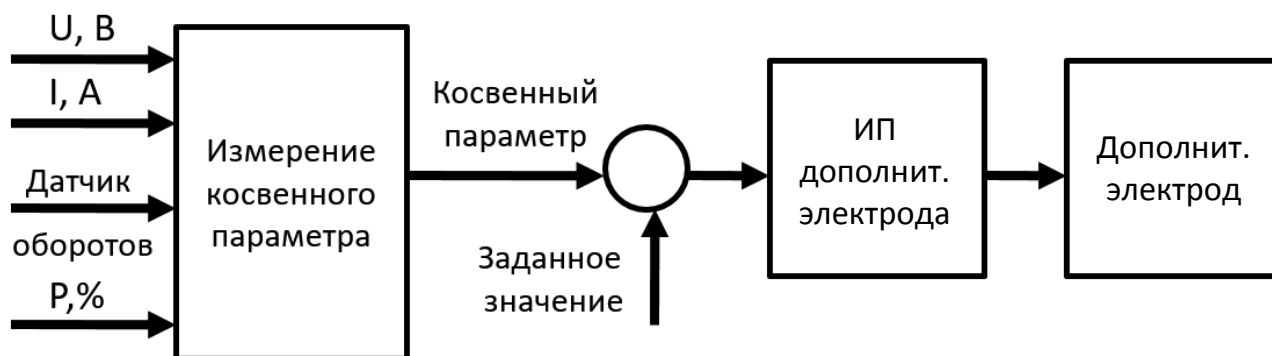 U, В
I, А
Датчик
оборотов
P,%
Измерение
косвенного
параметра
Косвенный
параметр
Заданное
значение
ИП
дополнит.
электрода
Дополнит.
электрод